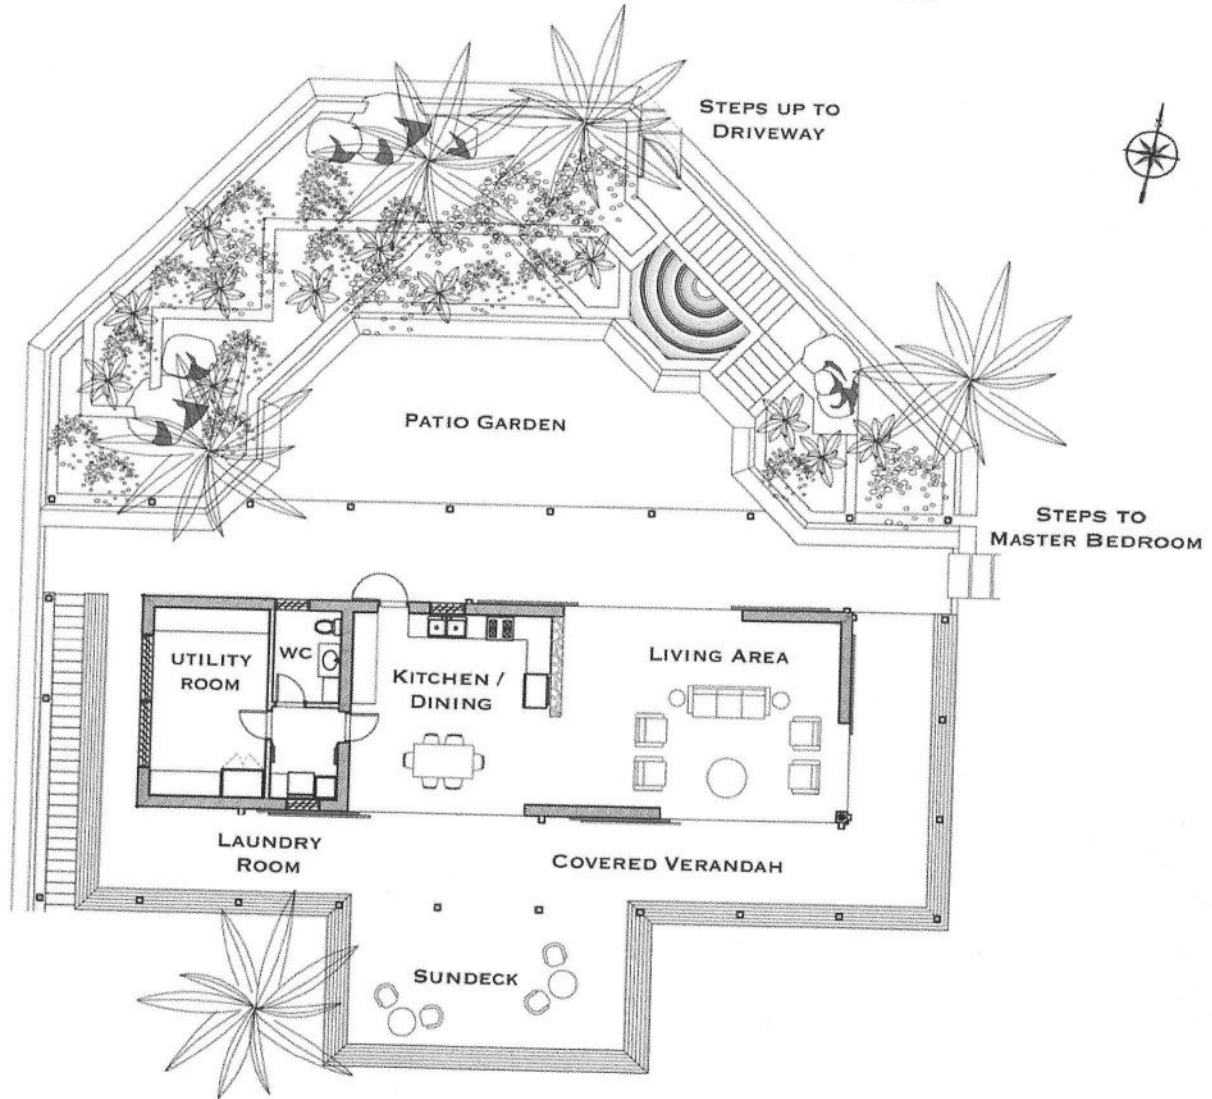 STEPS UP TO
DRIVEWAY
PATIO GARDEN
STEPS TO
MASTER BEDROOM
UTILITY
ROOM
WC
KITCHEN /
DINING
LIVING AREA
LAUNDRY
ROOM
COVERED VERANDAH
SUNDECK